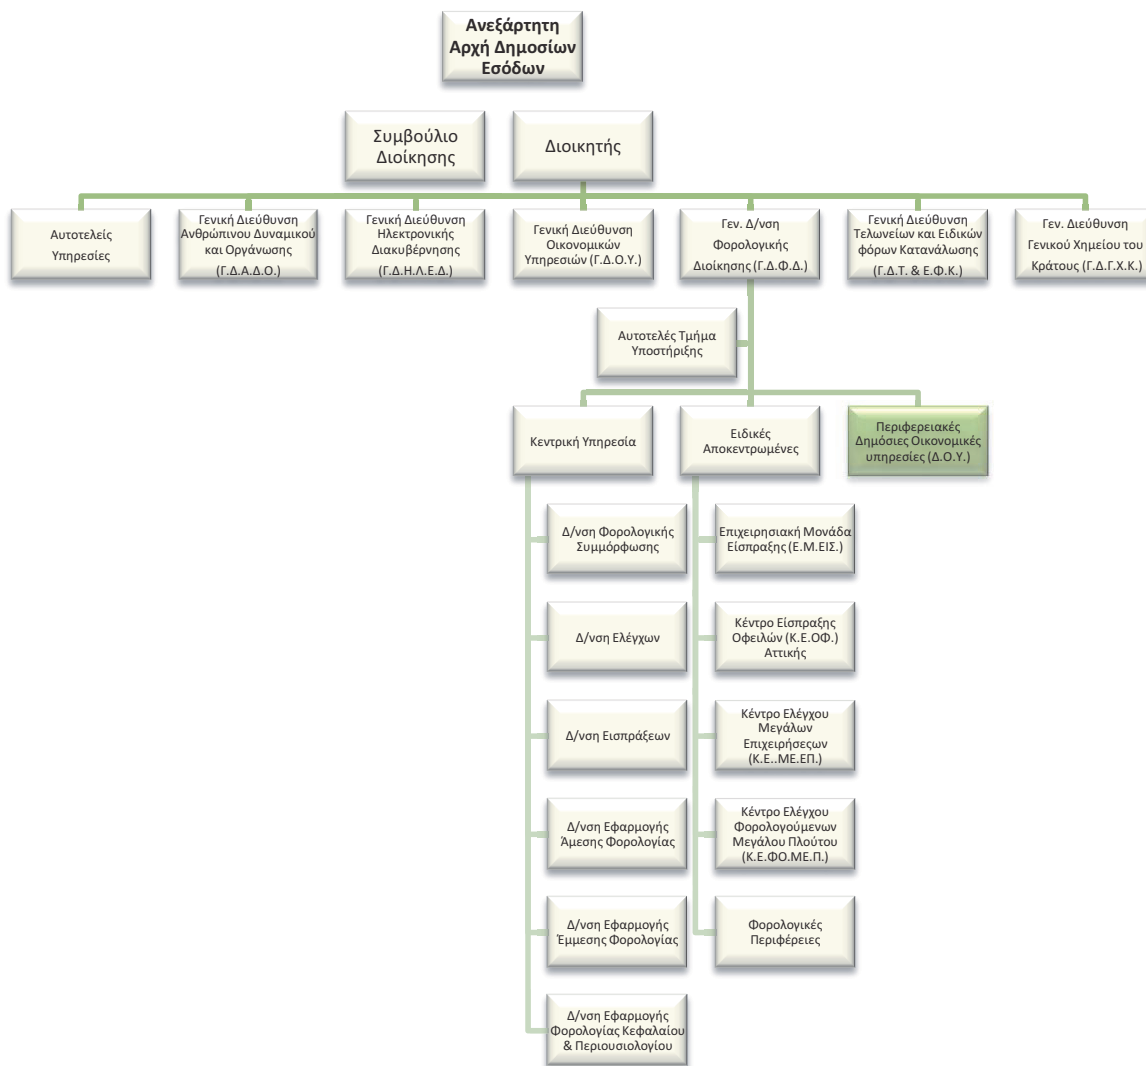 Ανεξάρτητη
Αρχή Δημοσίων
Εσόδων
Συμβούλιο
Διοίκησης
Διοικητής
Αυτοτελείς
Υπηρεσίες
Γενική Διεύθυνση
Ανθρώπινου Δυναμικού
και Οργάνωσης
(Γ.Δ.Α.Δ.Ο.)
Γενική Διεύθυνση
Ηλεκτρονικής
Διακυβέρνησης
(Γ.Δ.Η.Λ.Ε.Δ.)
Γενική Διεύθυνση
Οικονομικών
Υπηρεσιών (Γ.Δ.Ο.Υ.)
Γεν. Δ/νση
Φορολογικής
Διοίκησης (Γ.Δ.Φ.Δ.)
Γενική Διεύθυνση
Τελωνείων και Ειδικών
φόρων Κατανάλωσης
(Γ.Δ.Τ. & Ε.Φ.Κ.)
Γεν. Διεύθυνση
Γενικού Χημείου του
Κράτους (Γ.Δ.Γ.Χ.Κ.)
Αυτοτελές Τμήμα
Υποστήριξης
Κεντρική Υπηρεσία
Ειδικές
Αποκεντρωμένες
Περιφερειακές
Δημόσιες Οικονομικές
υπηρεσίες (Δ.Ο.Υ.)
Δ/νση Φορολογικής
Συμμόρφωσης
Δ/νση Ελέγχων
Δ/νση Εισπράξεων
Δ/νση Εφαρμογής
Άμεσης Φορολογίας
Δ/νση Εφαρμογής
Έμμεσης Φορολογίας
Δ/νση Εφαρμογής
Φορολογίας Κεφαλαίου
& Περιουσιολογίου
Επιχειρησιακή Μονάδα
Είσπραξης (Ε.Μ.ΕΙΣ.)
Κέντρο Είσπραξης
Οφειλών (Κ.Ε.ΟΦ.)
Αττικής
Κέντρο Ελέγχου
Μεγάλων
Επιχειρήσεςων
(Κ.Ε..ΜΕ.ΕΠ.)
Κέντρο Ελέγχου
Φορολογούμενων
Μεγάλου Πλούτου
(Κ.Ε.ΦΟ.ΜΕ.Π.)
Φορολογικές
Περιφέρειες